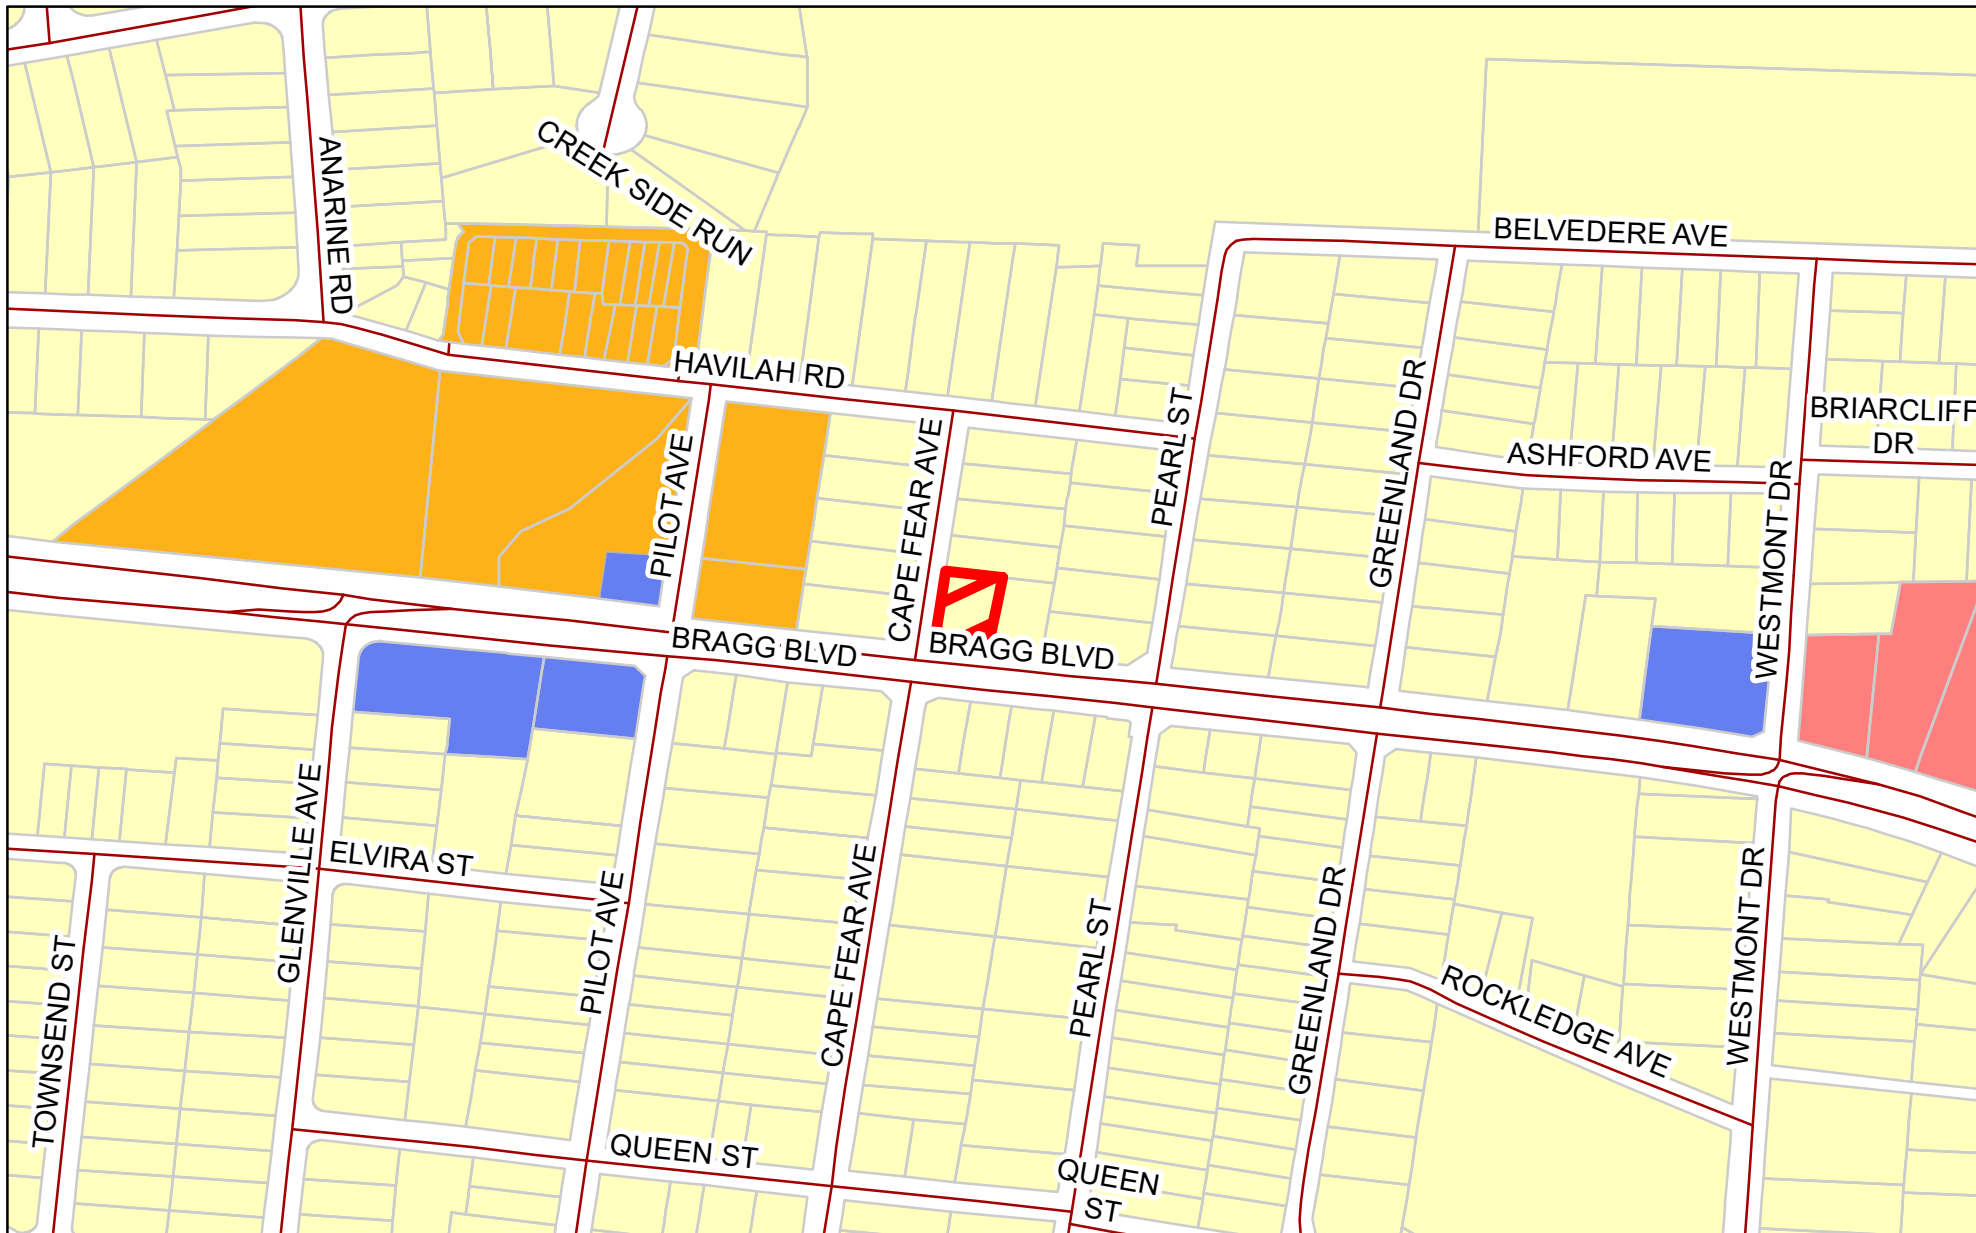 CREEK SIDE RUN
ANARINE RD
BELVEDERE AVE
HAVILAH RD
BRIARCLIFF
DR
ASHFORD AVE
PEARL ST
GREENLAND DR
CAPE FEAR AVE
PILOT AVE
WESTMONT DR
BRAGG BLVD
BRAGG BLVD
GLENVILLE AVE
ELVIRA ST
CAPE FEAR AVE
PILOT AVE
PEARL ST
GREENLAND DR
WESTMONT DR
TOWNSEND ST
ROCKLEDGE AVE
QUEEN ST
QUEEN
ST